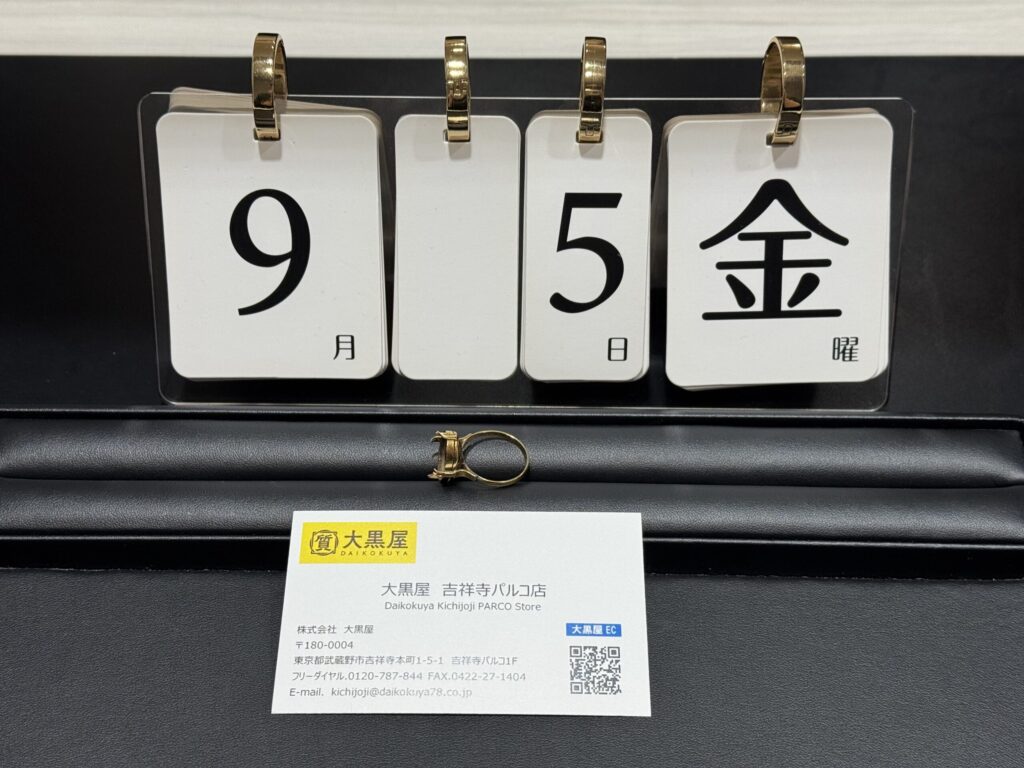 9月
5日
金曜
質 大黒屋
DAIKOKUYA
大黒屋 吉祥寺パルコ店
Daikokuya Kichijoji PARCO Store
株式会社 大黒屋
〒180-0004
東京都武蔵野市吉祥寺本町1-5-1 吉祥寺パルコ1F
フリーダイヤル.0120-787-844 FAX.0422-27-1404
E-mail. kichijoji@daikokuya78.co.jp
大黒屋 EC